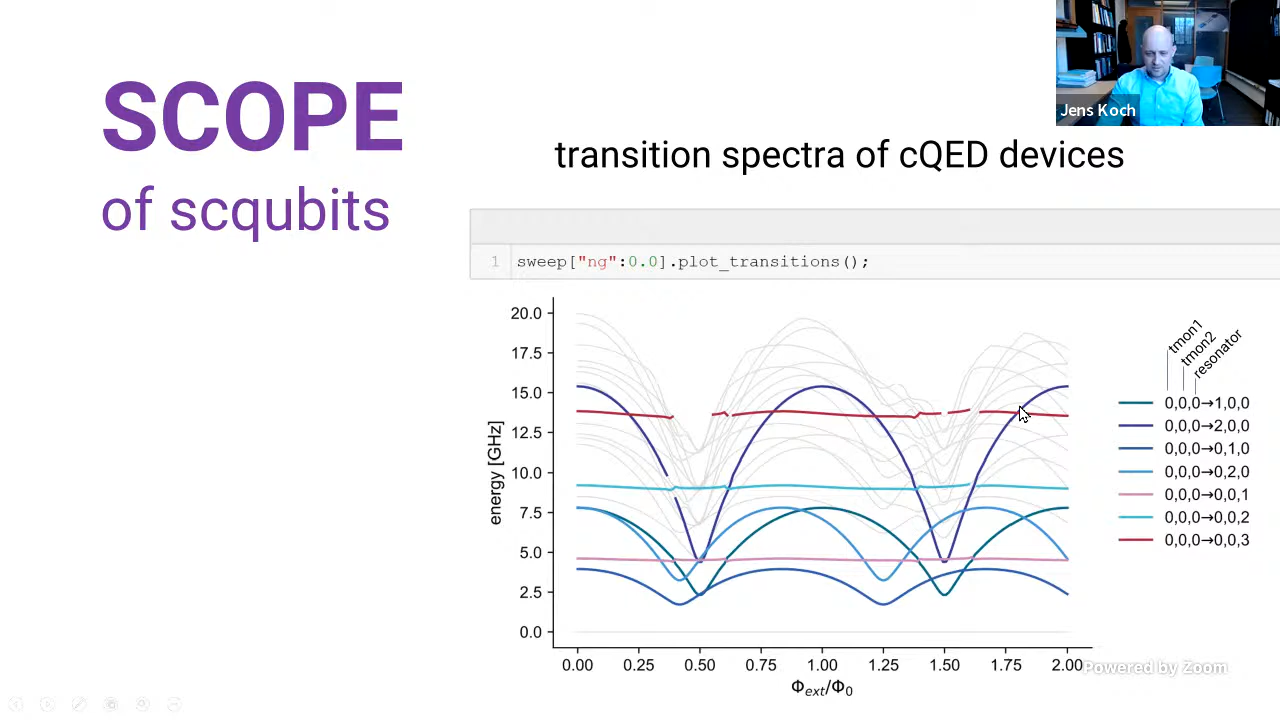 SCOPE
of scqubits
Jens Koch
transition spectra of cQED devices
1 sweep["ng":0.0].plot_transitions();
energy [GHz]
20.0
17.5
15.0
12.5
10.0
7.5
5.0
2.5
0.0
0.00 0.25 0.50 0.75 1.00 1.25 1.50 1.75 2.00
Φext/Φ0
tmon1
tmon2
resonator
0,0,0→1,0,0
0,0,0→2,0,0
0,0,0→0,1,0
0,0,0→0,2,0
0,0,0→0,0,1
0,0,0→0,0,2
0,0,0→0,0,3
Powered by Zoom